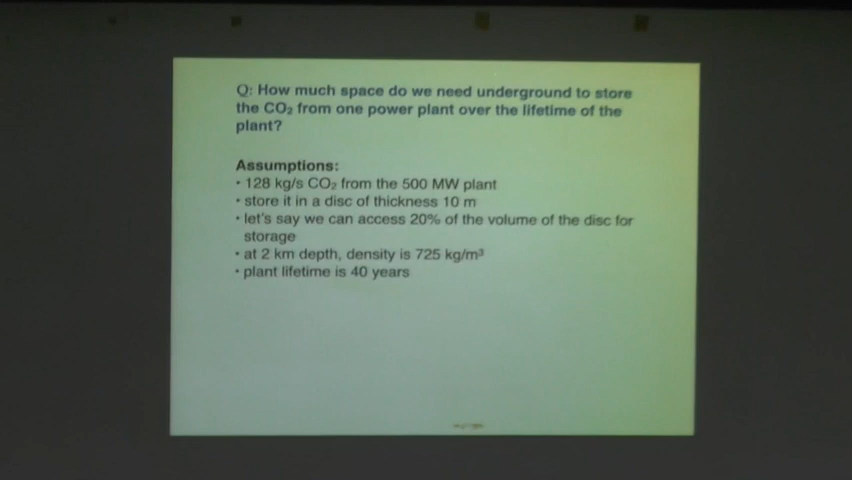 Q: How much space do we need underground to store
the CO₂ from one power plant over the lifetime of the
plant?
Assumptions:
• 128 kg/s CO₂ from the 500 MW plant
• store it in a disc of thickness 10 m
• let's say we can access 20% of the volume of the disc for
storage
• at 2 km depth, density is 725 kg/m³
• plant lifetime is 40 years